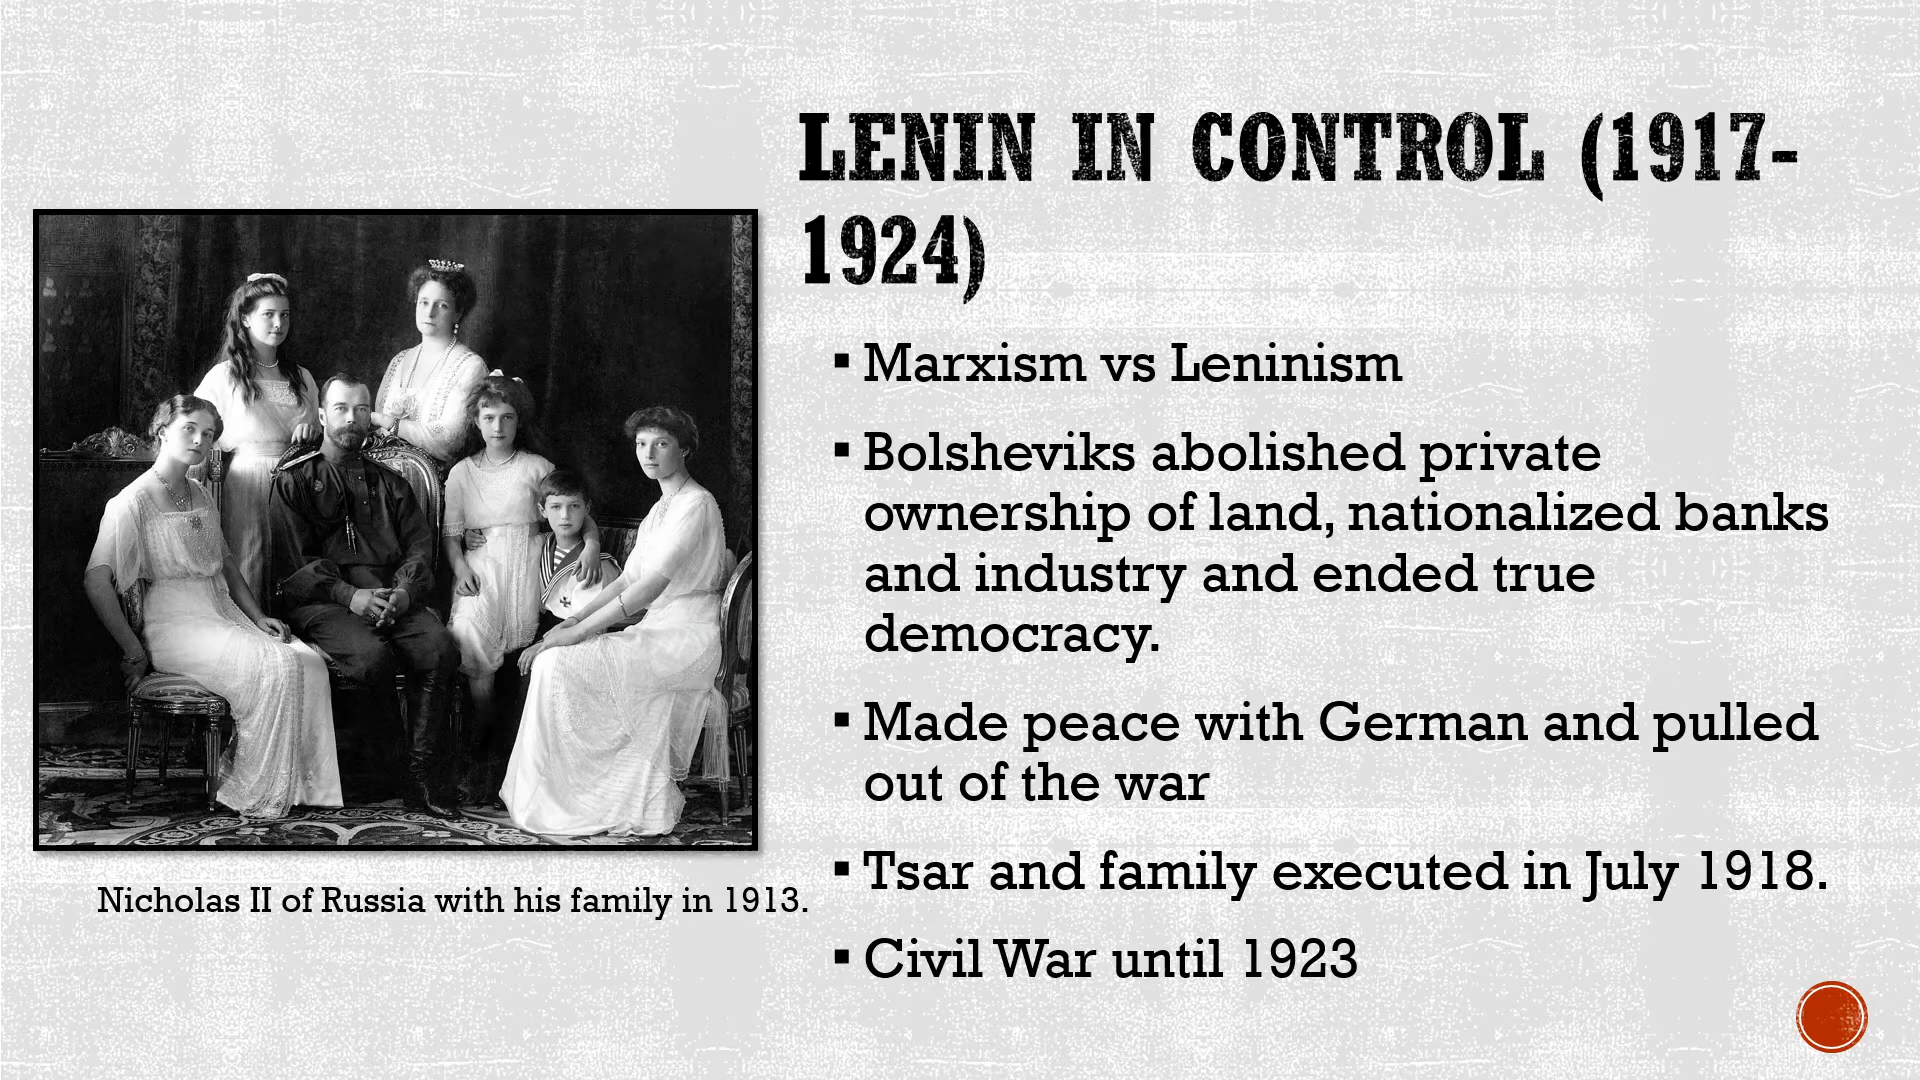 LENIN IN CONTROL (1917-
1924)
▪ Marxism vs Leninism
▪ Bolsheviks abolished private
ownership of land, nationalized banks
and industry and ended true
democracy.
▪ Made peace with German and pulled
out of the war
▪ Tsar and family executed in July 1918.
▪ Civil War until 1923
Nicholas II of Russia with his family in 1913.